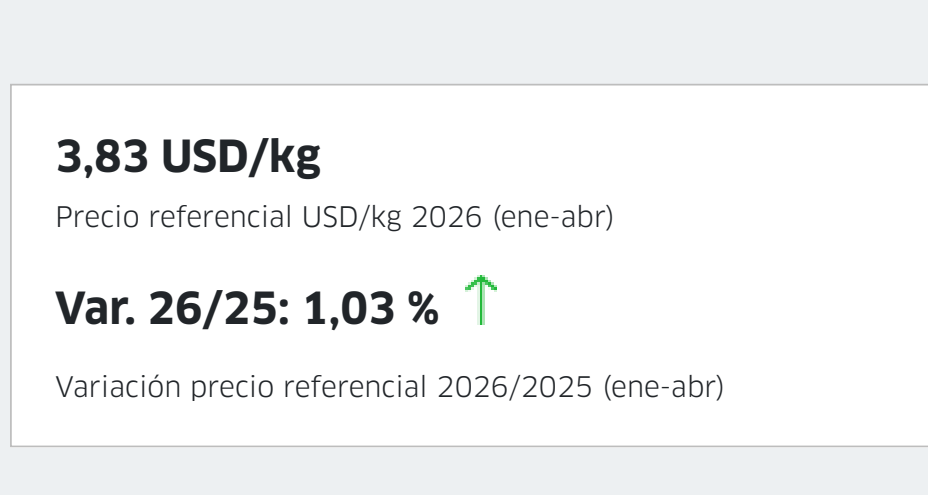 3,83 USD/kg
Precio referencial USD/kg 2026 (ene-abr)
Var. 26/25: 1,03 %
Variación precio referencial 2026/2025 (ene-abr)